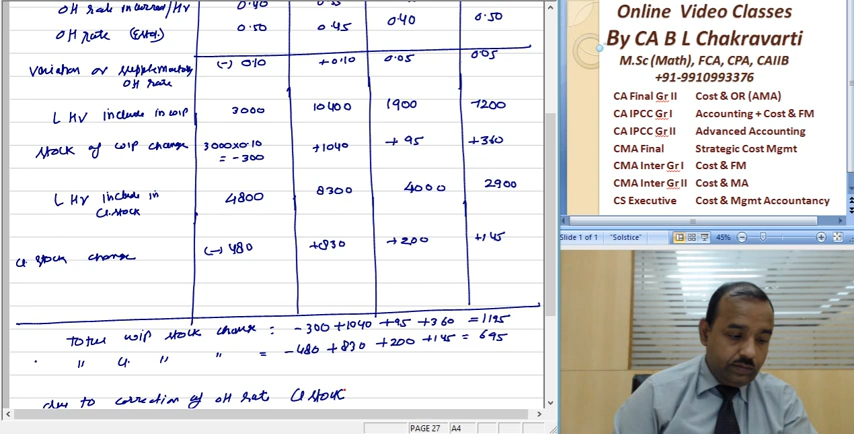 OH rate incurred/Hr 0.40 0.40
OH rate (Estd.) 0.50 0.45 0.40 0.50
Variation or supplementary OH rate (-) 0.10 +0.10 0.05 0.05
L Hr include in wip 3000 10400 1900 7200
Stock of wip change 3000x0.10 +1040 + 95 +360
= -300
L Hr include in 4800 8300 4000 2900
Cl. stock
Cl stock change (-) 480 +830 +200 +145
Total wip stock change : -300 +1040 +95 +360 = 1195
" Cl. " " = -480 +830 +200 +145 = 695
due to correction of OH rate Cl stock
PAGE 27 A4
Online Video Classes
By CA B L Chakravarti
M.Sc (Math), FCA, CPA, CAIIB
+91-9910993376
CA Final Gr II Cost & OR (AMA)
CA IPCC Gr I Accounting + Cost & FM
CA IPCC Gr II Advanced Accounting
CMA Final Strategic Cost Mgmt
CMA Inter Gr I Cost & FM
CMA Inter Gr II Cost & MA
CS Executive Cost & Mgmt Accountancy
Slide 1 of 1 "Solstice" 45%